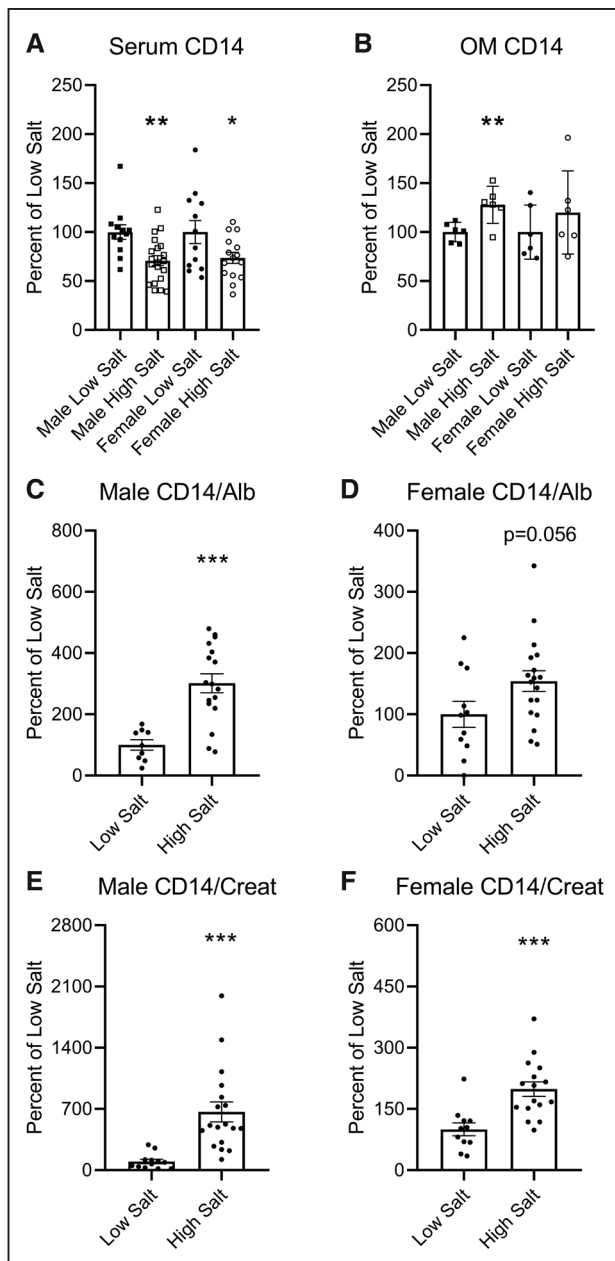 A Serum CD14
Percent of Low Salt
250
200
150
100
50
0
** *
Male Low Salt
Male High Salt
Female Low Salt
Female High Salt
B OM CD14
Percent of Low Salt
250
200
150
100
50
0
**
Male Low Salt
Male High Salt
Female Low Salt
Female High Salt
C Male CD14/Alb
Percent of Low Salt
800
600
400
200
0
***
Low Salt
High Salt
D Female CD14/Alb
Percent of Low Salt
400
300
200
100
0
p=0.056
Low Salt
High Salt
E Male CD14/Creat
Percent of Low Salt
2800
2100
1400
700
0
***
Low Salt
High Salt
F Female CD14/Creat
Percent of Low Salt
600
450
300
150
0
***
Low Salt
High Salt